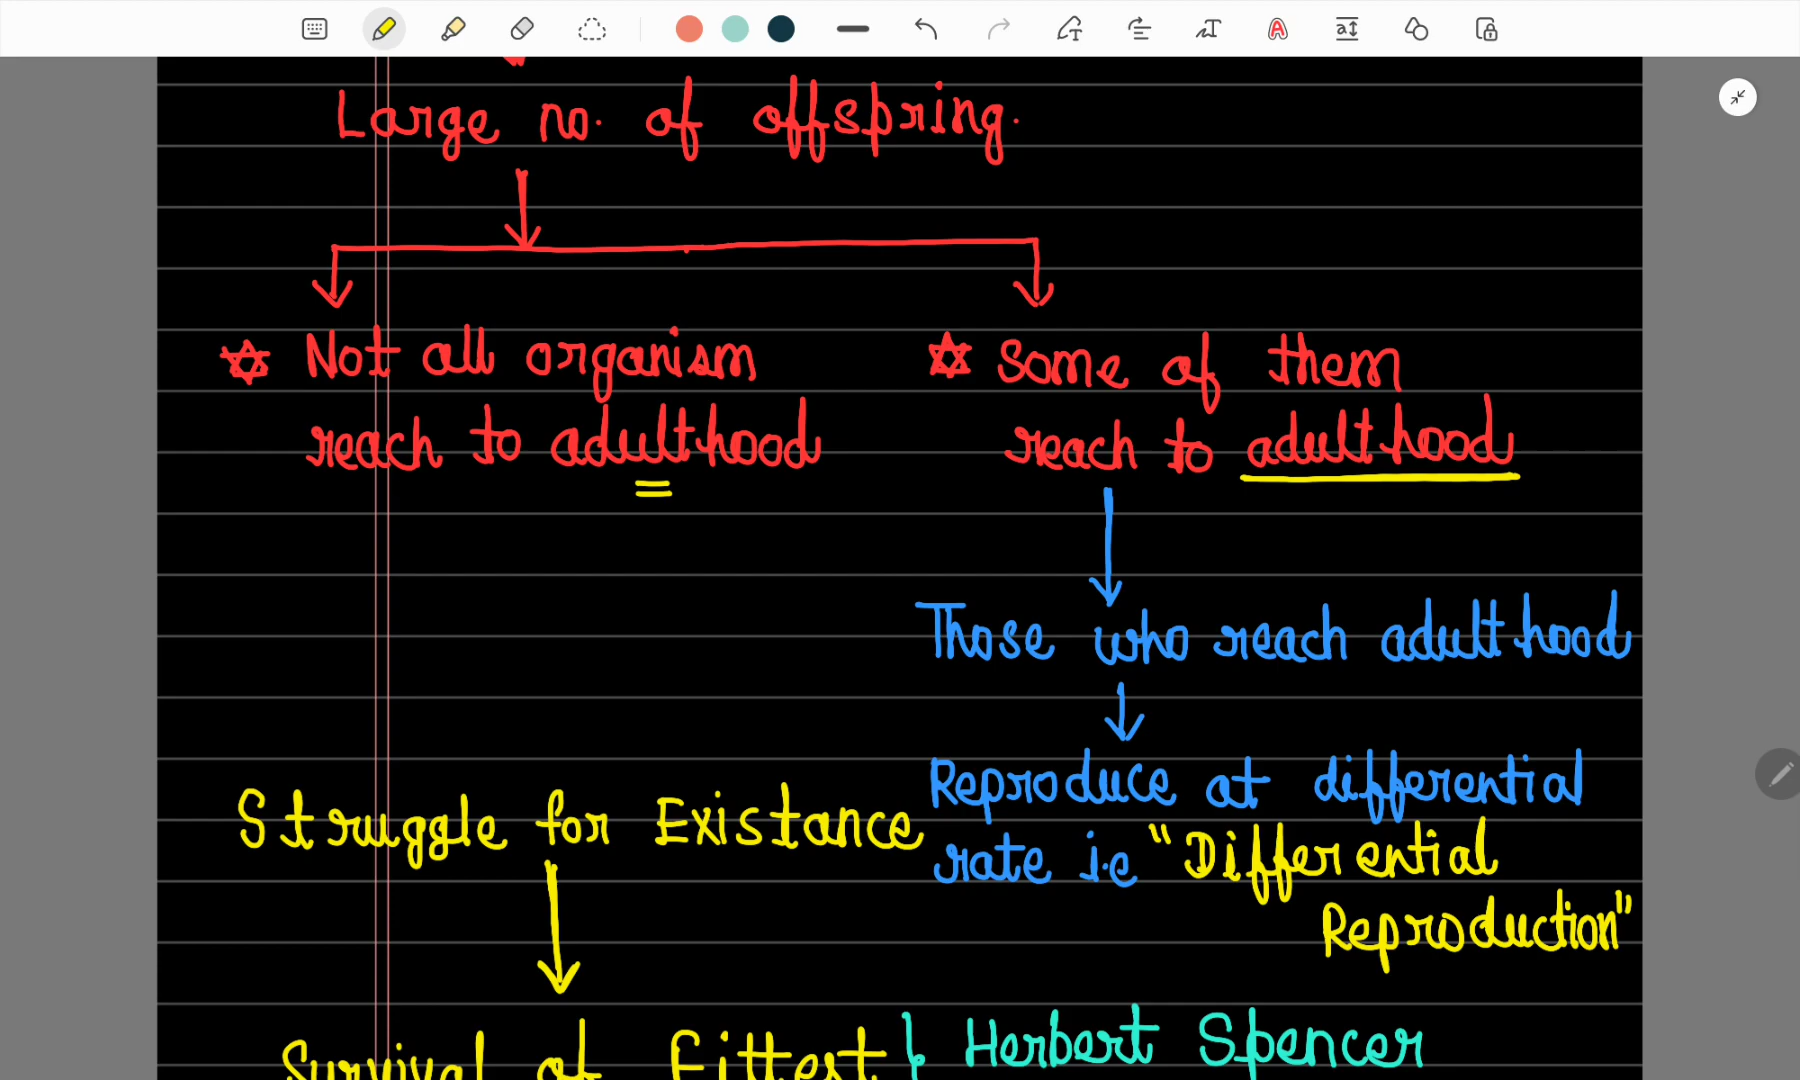 Large no. of offspring.
Not all organism
reach to adulthood
Some of them
reach to adulthood
Those who reach adulthood
Reproduce at differential
rate i.e "Differential
Reproduction"
Struggle for Existance
Survival of Fittest } Herbert Spencer